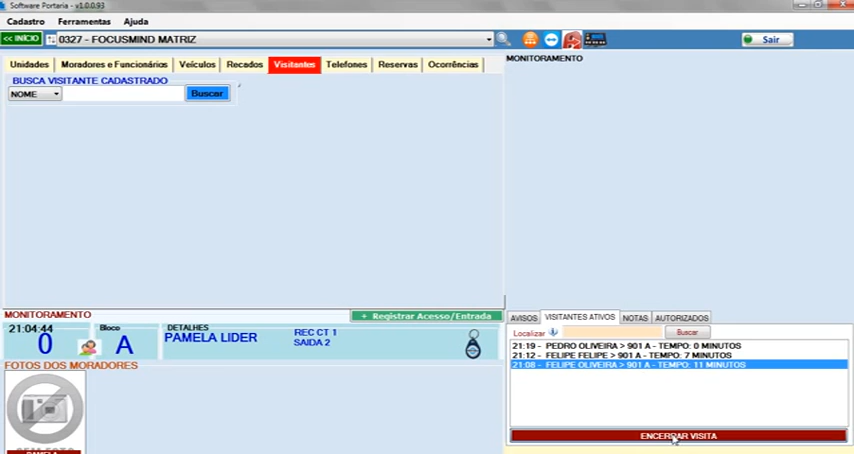 Software Portaria - v1.0.0.93
Cadastro Ferramentas Ajuda
<< INÍCIO 0327 - FOCUSMIND MATRIZ Sair
Unidades Moradores e Funcionários Veículos Recados Visitantes Telefones Reservas Ocorrências
MONITORAMENTO
BUSCA VISITANTE CADASTRADO
NOME Buscar
MONITORAMENTO + Registrar Acesso/Entrada
21:04:44 Bloco DETALHES
0 A PAMELA LIDER REC CT 1
SAIDA 2
FOTOS DOS MORADORES
PAMELA
AVISOS VISITANTES ATIVOS NOTAS AUTORIZADOS
Localizar Buscar
21:19 - PEDRO OLIVEIRA > 901 A - TEMPO: 0 MINUTOS
21:12 - FELIPE FELIPE > 901 A - TEMPO: 7 MINUTOS
21:08 - FELIPE OLIVEIRA > 901 A - TEMPO: 11 MINUTOS
ENCERRAR VISITA